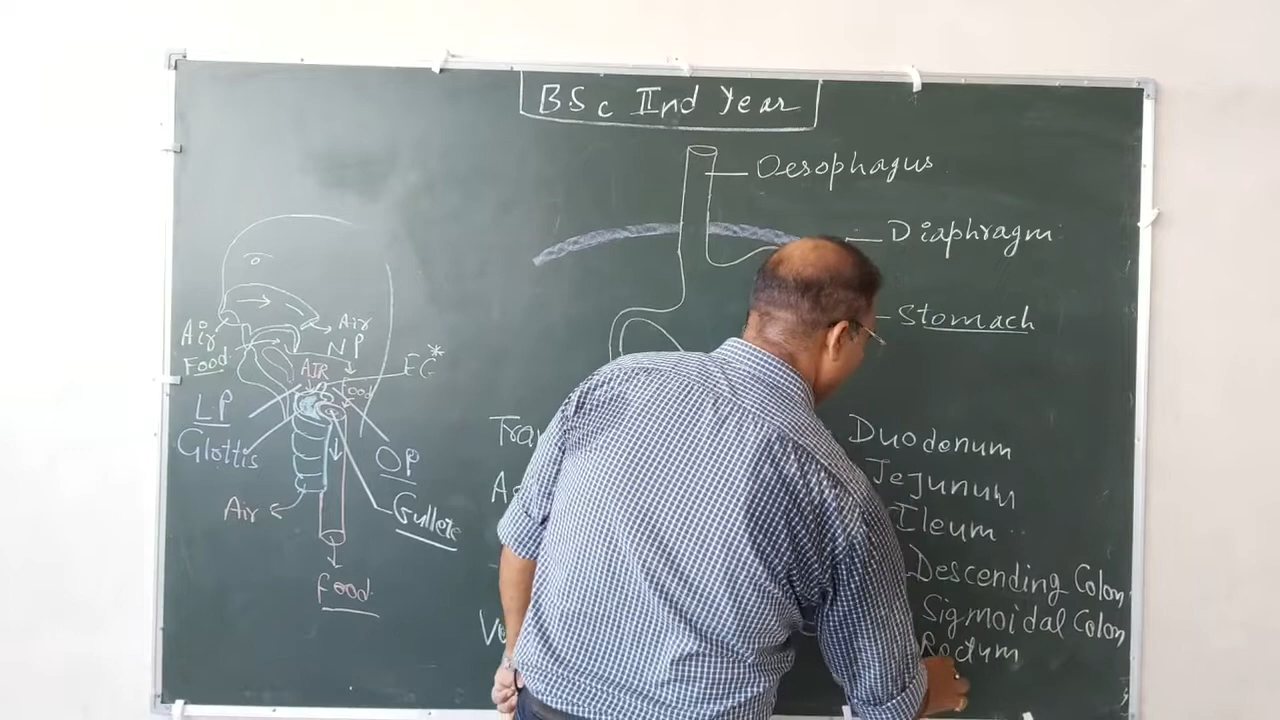 BSc IInd Year
Oesophagus
Diaphragm
Stomach
Air
Food
Air
NP
EG*
AIR
Food
LP
Glottis
OP
Air
Gullete
Food
Duodenum
Jejunum
Ileum
Descending Colon
Sigmoidal Colon
Rectum